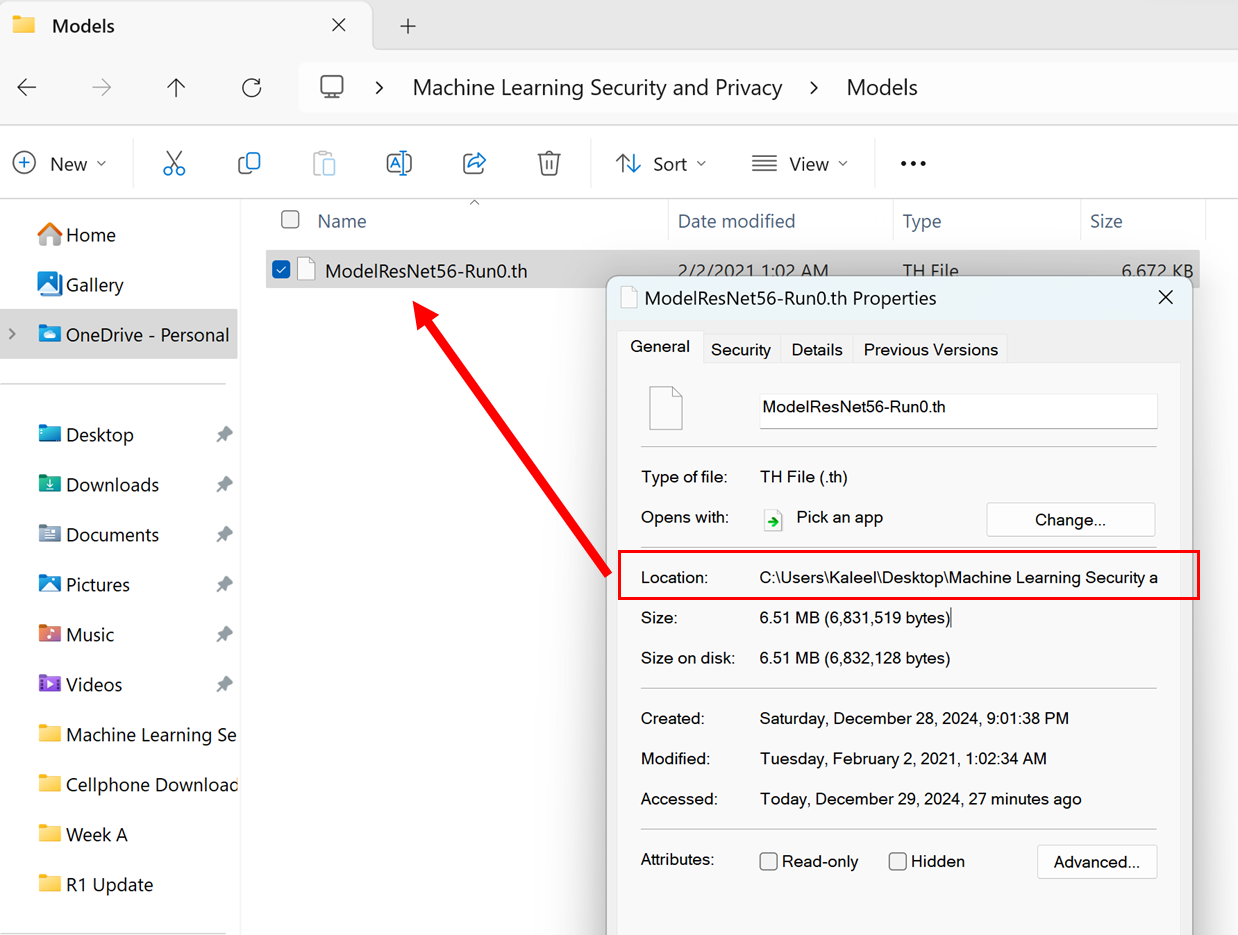 Models
Machine Learning Security and Privacy > Models
New
Sort
View
Home
Gallery
OneDrive - Personal
Desktop
Downloads
Documents
Pictures
Music
Videos
Machine Learning Se
Cellphone Download
Week A
R1 Update
Name Date modified Type Size
ModelResNet56-Run0.th 2/2/2021 1:02 AM TH File 6,672 KB
ModelResNet56-Run0.th Properties
General Security Details Previous Versions
ModelResNet56-Run0.th
Type of file: TH File (.th)
Opens with: Pick an app Change...
Location: C:\Users\Kaleel\Desktop\Machine Learning Security a
Size: 6.51 MB (6,831,519 bytes)
Size on disk: 6.51 MB (6,832,128 bytes)
Created: Saturday, December 28, 2024, 9:01:38 PM
Modified: Tuesday, February 2, 2021, 1:02:34 AM
Accessed: Today, December 29, 2024, 27 minutes ago
Attributes: Read-only Hidden Advanced...